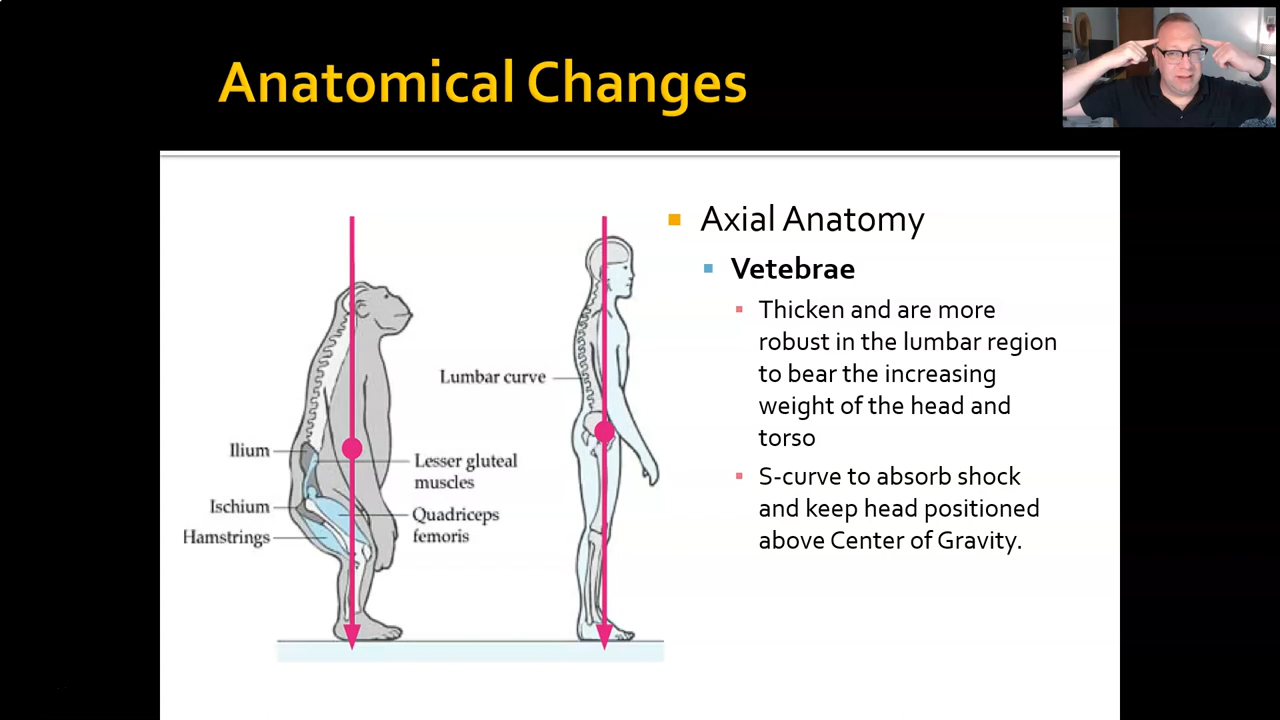 Anatomical Changes
Axial Anatomy
Vetebrae
Thicken and are more
robust in the lumbar region
to bear the increasing
weight of the head and
torso
S-curve to absorb shock
and keep head positioned
above Center of Gravity.
Lumbar curve
Ilium
Ischium
Hamstrings
Lesser gluteal
muscles
Quadriceps
femoris